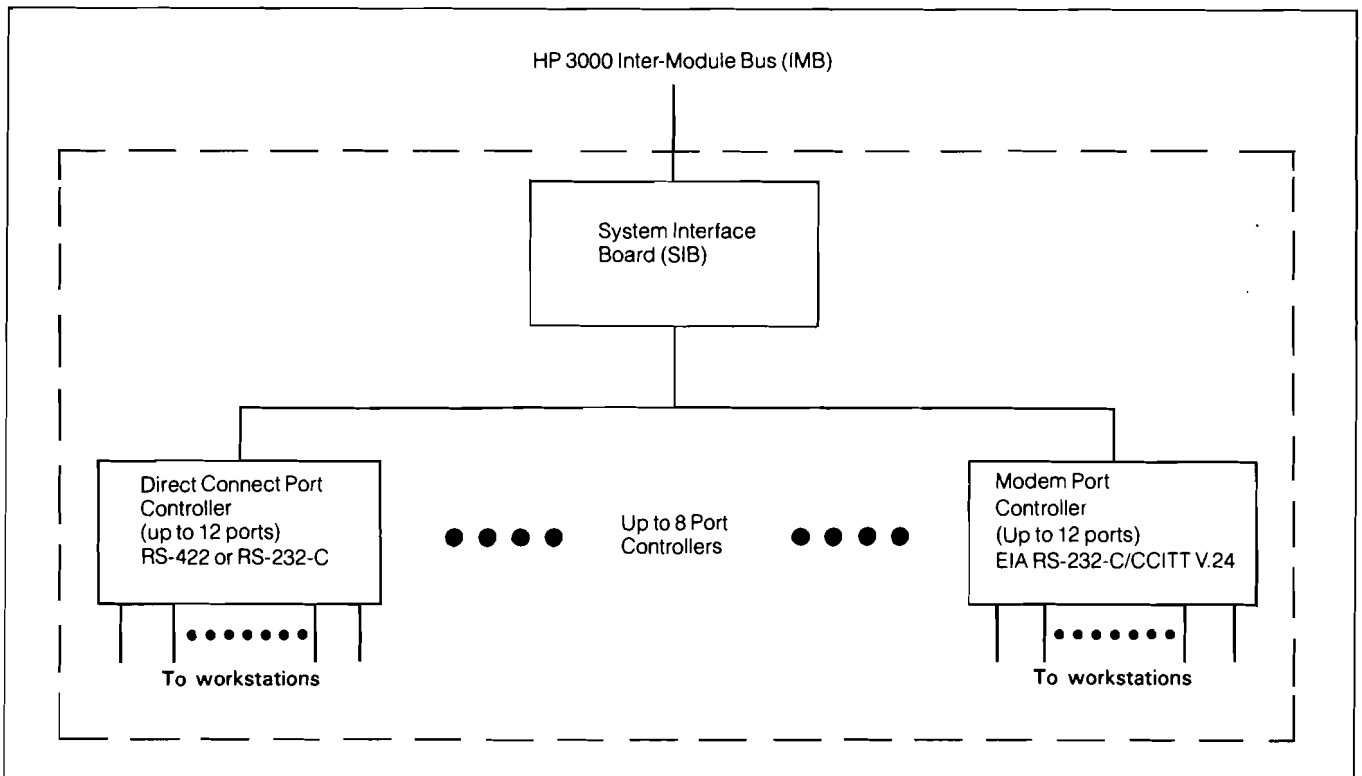 HP 3000 Inter-Module Bus (IMB)
System Interface
Board (SIB)
Direct Connect Port
Controller
(up to 12 ports)
RS-422 or RS-232-C
Up to 8 Port
Controllers
Modem Port
Controller
(Up to 12 ports)
EIA RS-232-C/CCITT V.24
To workstations
To workstations